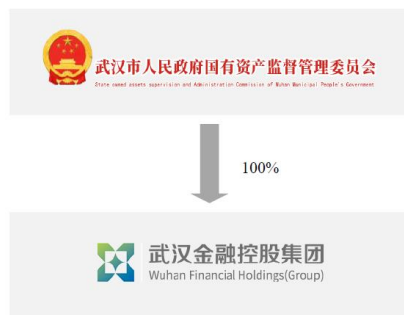 武汉市人民政府国有资产监督管理委员会
State owned assets supervision and Administration Commission of Wuhan Municipal People's Government
100%
武汉金融控股集团
Wuhan Financial Holdings(Group)